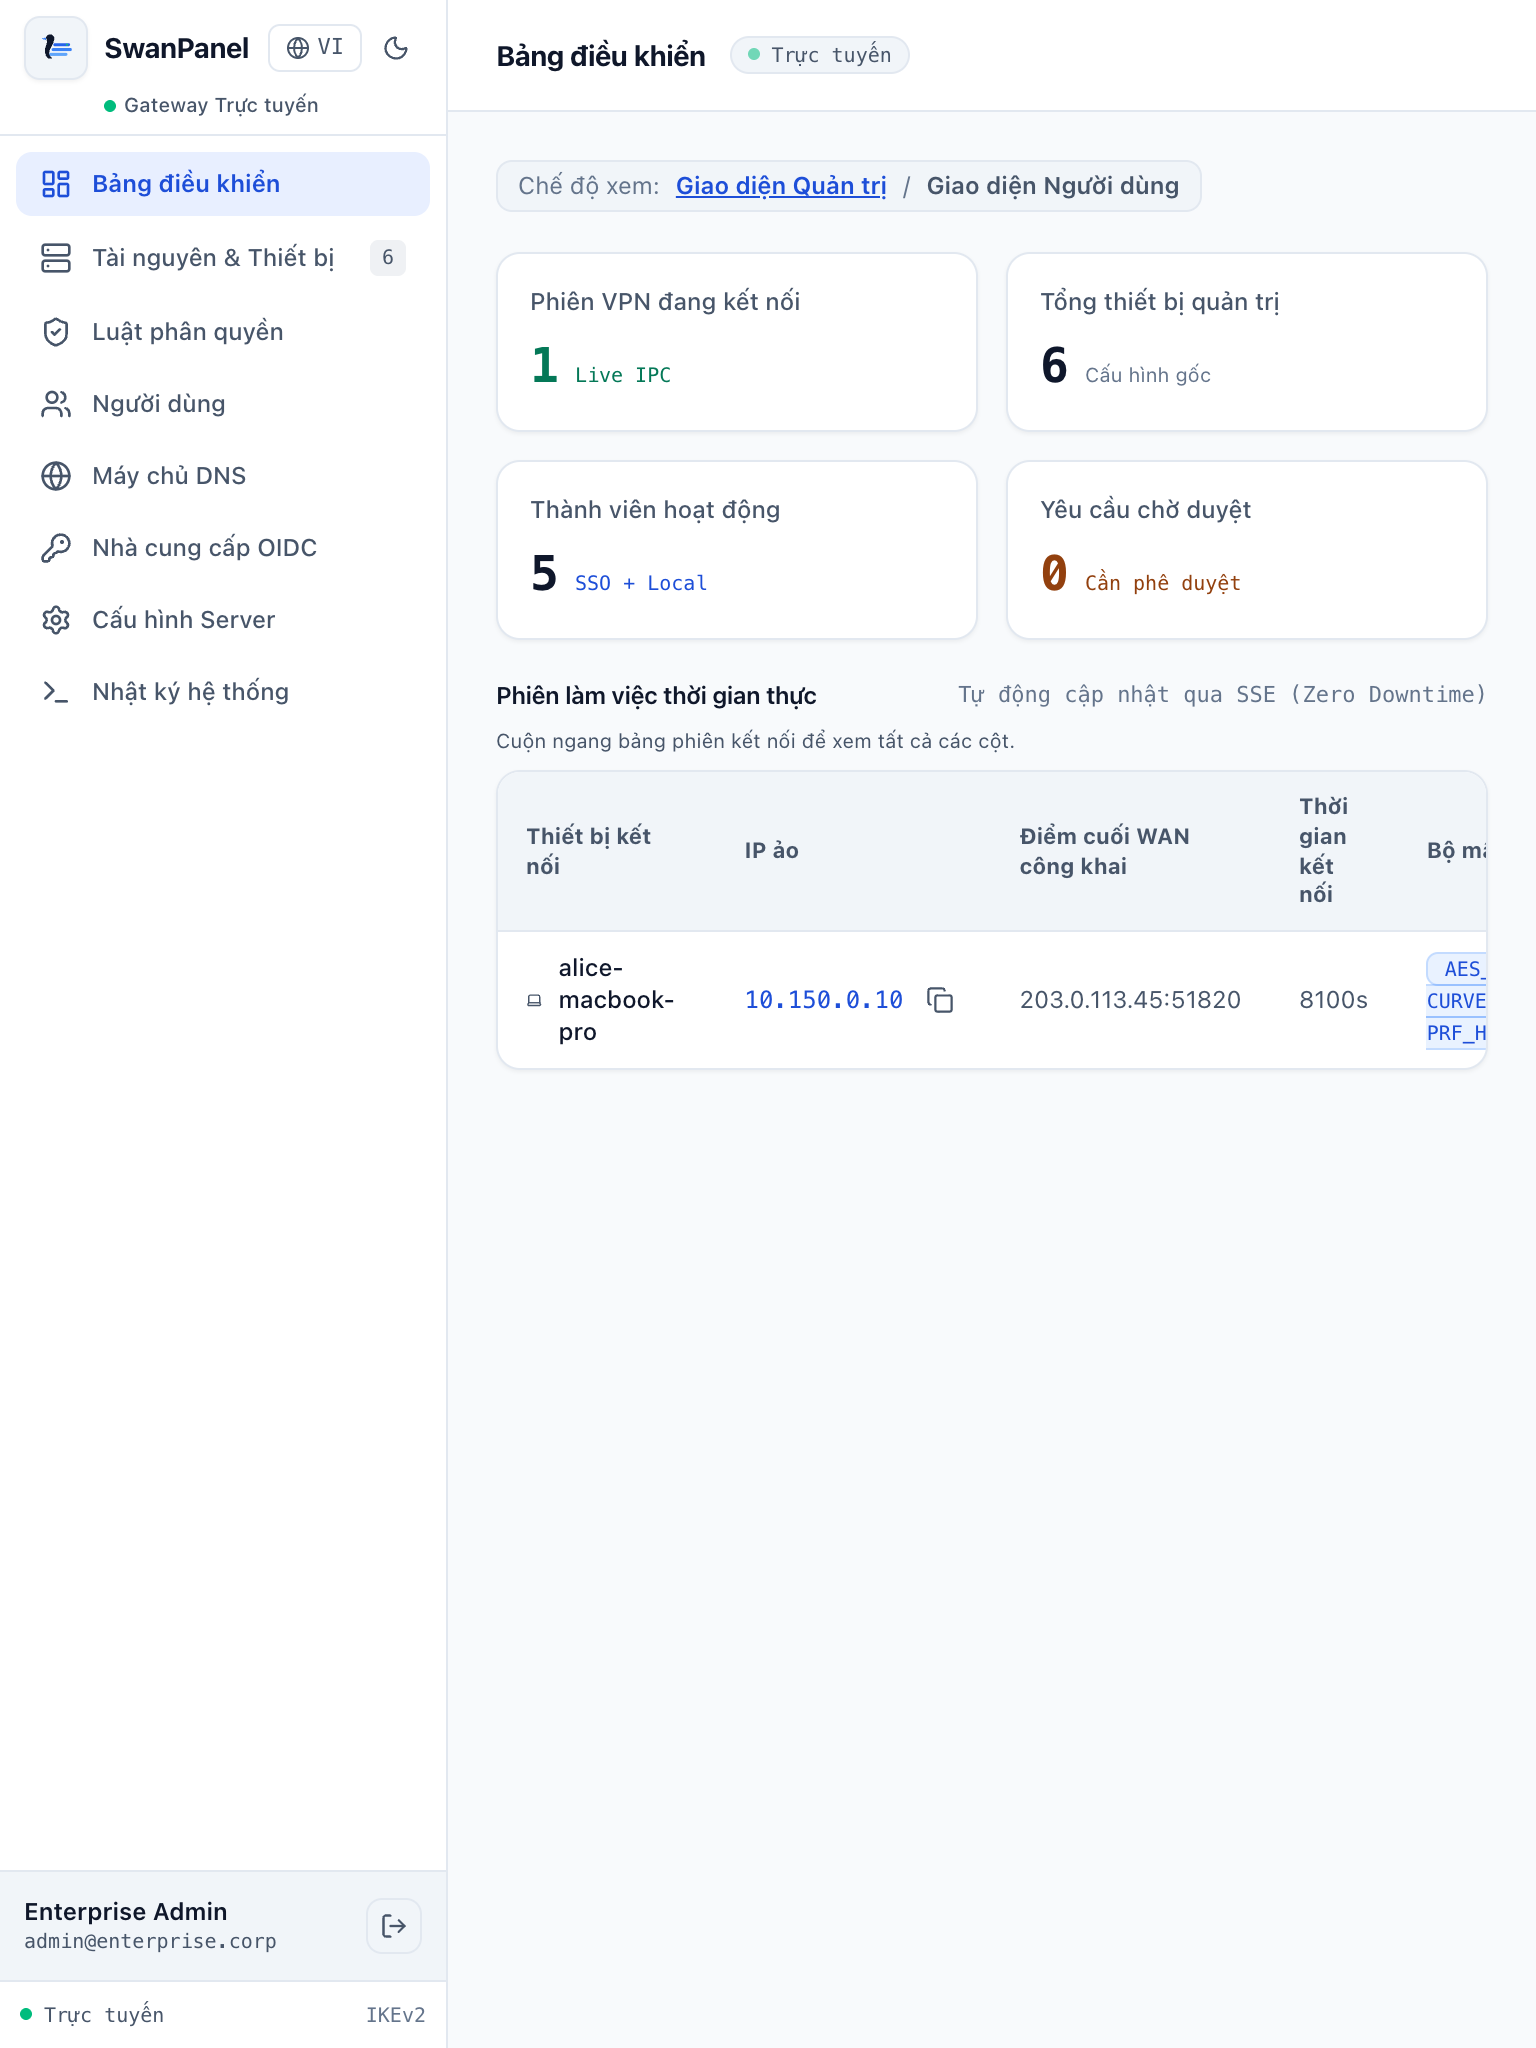 SwanPanel
VI
Gateway Trực tuyến
Bảng điều khiển
Tài nguyên & Thiết bị 6
Luật phân quyền
Người dùng
Máy chủ DNS
Nhà cung cấp OIDC
Cấu hình Server
Nhật ký hệ thống
Enterprise Admin
admin@enterprise.corp
Trực tuyến IKEv2
Bảng điều khiển Trực tuyến
Chế độ xem: Giao diện Quản trị / Giao diện Người dùng
Phiên VPN đang kết nối
1 Live IPC
Tổng thiết bị quản trị
6 Cấu hình gốc
Thành viên hoạt động
5 SSO + Local
Yêu cầu chờ duyệt
0 Cần phê duyệt
Phiên làm việc thời gian thực
Tự động cập nhật qua SSE (Zero Downtime)
Cuộn ngang bảng phiên kết nối để xem tất cả các cột.
Thiết bị kết
nối
IP ảo
Điểm cuối WAN
công khai
Thời
gian
kết
nối
Bộ
alice-
macbook-
pro
10.150.0.10
203.0.113.45:51820
8100s
AES_
CURVE
PRF_H